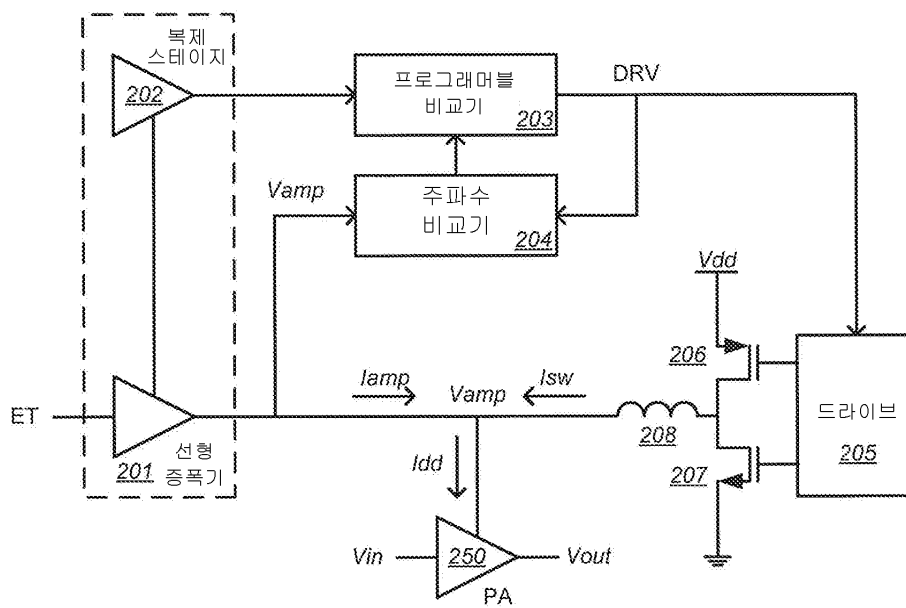 복제
스테이지
202
프로그래머블
비교기
203
DRV
Vamp
주파수
비교기
204
Vdd
206
Iamp
Vamp
Isw
ET
208
드라이브
205
201
선형
증폭기
Idd
207
Vin
250
Vout
PA